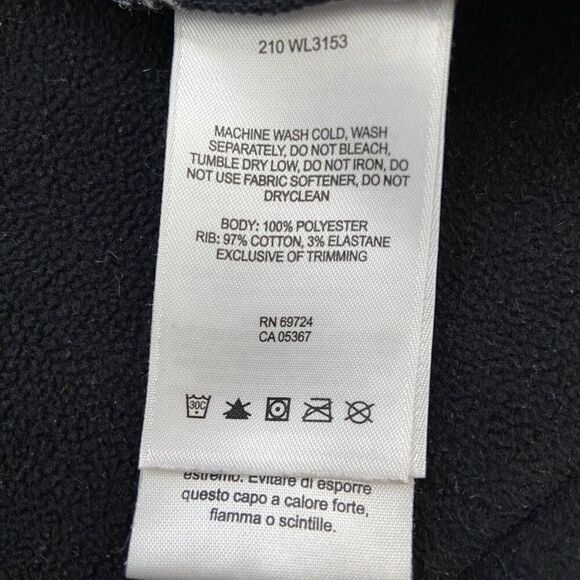 210 WL3153
MACHINE WASH COLD, WASH
SEPARATELY, DO NOT BLEACH,
TUMBLE DRY LOW, DO NOT IRON, DO
NOT USE FABRIC SOFTENER, DO NOT
DRYCLEAN
BODY: 100% POLYESTER
RIB: 97% COTTON, 3% ELASTANE
EXCLUSIVE OF TRIMMING
RN 69724
CA 05367
30C
estremo. Evitare di esporre
questo capo a calore forte,
fiamma o scintille.